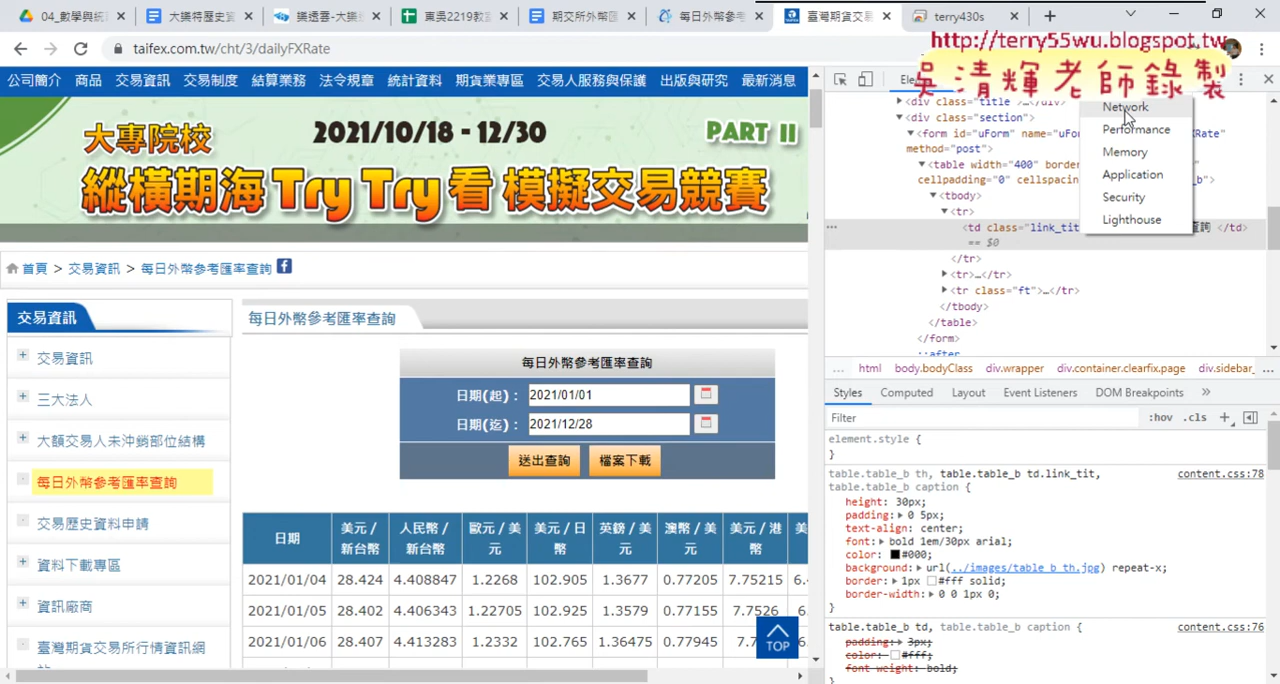 04_數學與統
大樂特歷史資
樂透雲-大樂
東吳2219教
期交所外匯
每日外幣參考
臺灣期貨交易
terry430s
taifex.com.tw/cht/3/dailyFXRate
http://terry55wu.blogspot.tw
吳清輝老師錄製
公司簡介 商品 交易資訊 交易制度 結算業務 法令規章 統計資料 期貨業專區 交易人服務與保護 出版與研究 最新消息
大專院校 2021/10/18 - 12/30 PART II
縱橫期海 Try Try 看 模擬交易競賽
首頁 > 交易資訊 > 每日外幣參考匯率查詢
交易資訊
交易資訊
三大法人
大額交易人未沖銷部位結構
每日外幣參考匯率查詢
交易歷史資料申請
資料下載專區
資訊廠商
臺灣期貨交易所行情資訊網
每日外幣參考匯率查詢
每日外幣參考匯率查詢
日期(起)： 2021/01/01
日期(迄)： 2021/12/28
送出查詢 檔案下載
日期 美元／新台幣 人民幣／新台幣 歐元／美元 美元／日幣 英鎊／美元 澳幣／美元 美元／港幣
2021/01/04 28.424 4.408847 1.2268 102.905 1.3677 0.77205 7.75215
2021/01/05 28.402 4.406343 1.22705 102.925 1.3579 0.77155 7.7526
2021/01/06 28.407 4.413283 1.2332 102.765 1.36475 0.77945
TOP
Network
Performance
Memory
Application
Security
Lighthouse
<div class="title">…</div>
<div class="section">
<form id="uForm" name="uFor
method="post">
<table width="400" border
cellpadding="0" cellspacing
<tbody>
<tr>
<td class="link_tit 查詢 </td>
== $0
</tr>
<tr>…</tr>
<tr class="ft">…</tr>
</tbody>
</table>
</form>
::after
… html body.bodyClass div.wrapper div.container.clearfix.page div.sidebar_ …
Styles Computed Layout Event Listeners DOM Breakpoints »
Filter :hov .cls +
element.style {
}
table.table_b th, table.table_b td.link_tit, content.css:78
table.table_b caption {
height: 30px;
padding: 0 5px;
text-align: center;
font: bold 1em/30px arial;
color: #000;
background: url(../images/table_b_th.jpg) repeat-x;
border: 1px #fff solid;
border-width: 0 0 1px 0;
}
table.table_b td, table.table_b caption { content.css:76
padding: 3px;
color: #fff;
font-weight: bold;